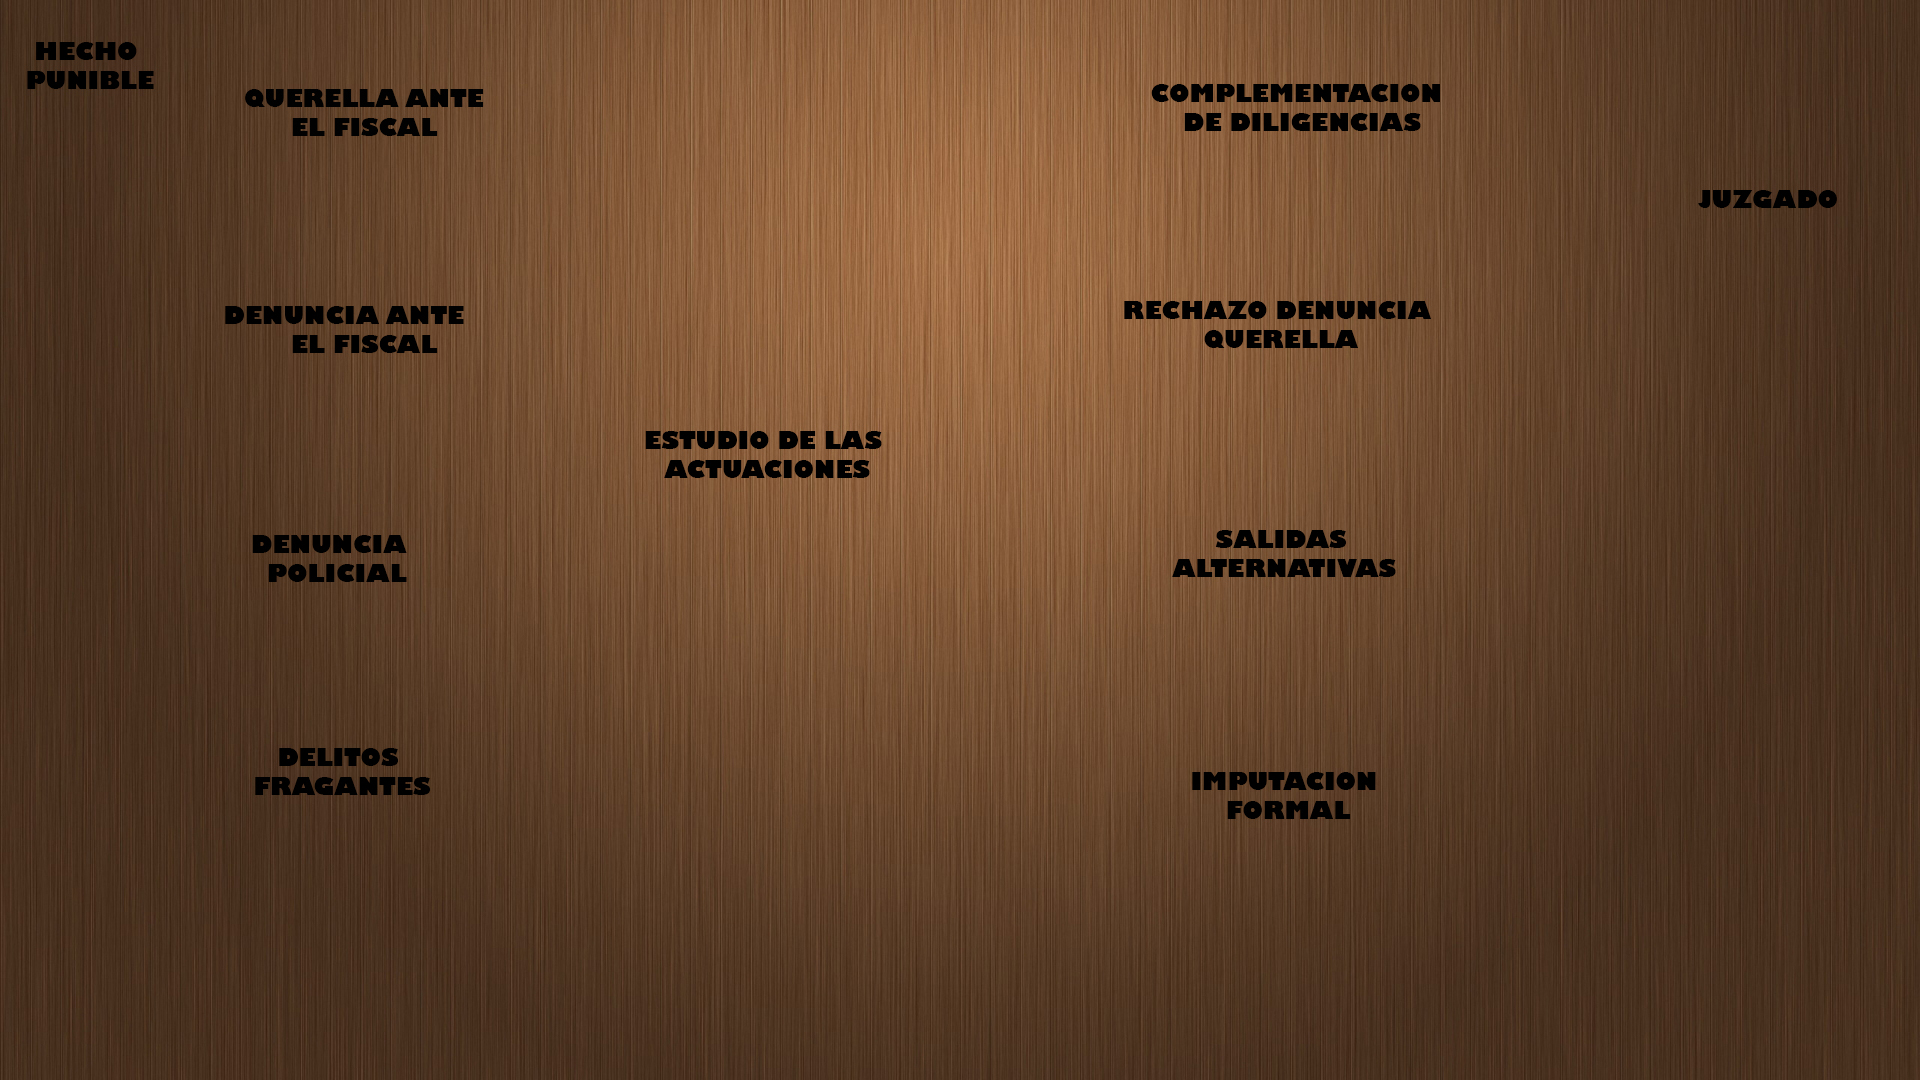 HECHO
PUNIBLE
QUERELLA ANTE
EL FISCAL
DENUNCIA ANTE
EL FISCAL
DENUNCIA
POLICIAL
DELITOS
FRAGANTES
ESTUDIO DE LAS
ACTUACIONES
COMPLEMENTACION
DE DILIGENCIAS
RECHAZO DENUNCIA
QUERELLA
SALIDAS
ALTERNATIVAS
IMPUTACION
FORMAL
JUZGADO